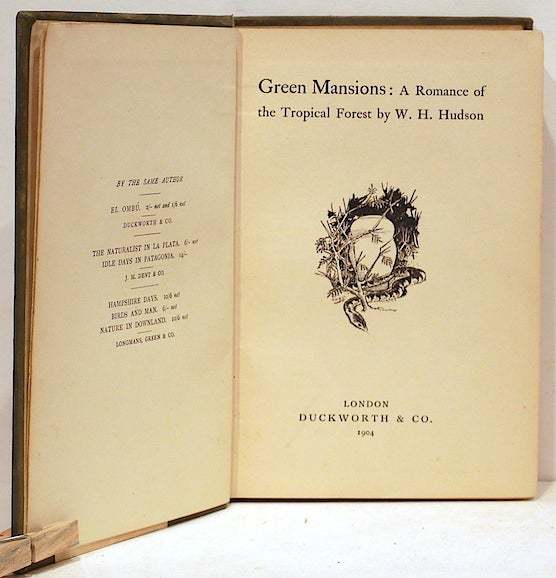 BY THE SAME AUTHOR
EL OMBÚ. 2/- net and 1/6 net
DUCKWORTH & CO.
THE NATURALIST IN LA PLATA. 6/- net
IDLE DAYS IN PATAGONIA. 14/-
J. M. DENT & CO.
HAMPSHIRE DAYS. 10/6 net
BIRDS AND MAN. 6/- net
NATURE IN DOWNLAND. 10/6 net
LONGMANS, GREEN & CO.
Green Mansions: A Romance of
the Tropical Forest by W. H. Hudson
LONDON
DUCKWORTH & CO.
1904